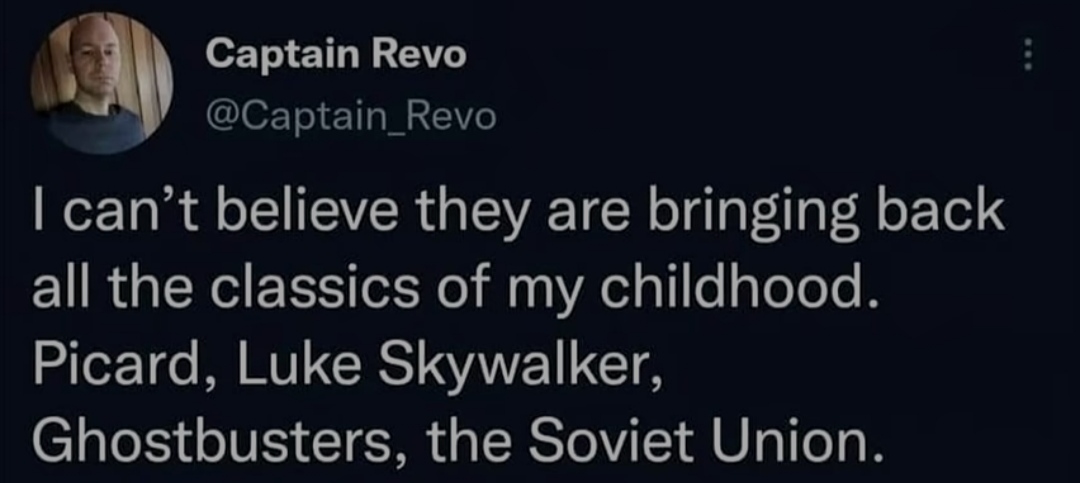 Captain Revo
@Captain_Revo
I can’t believe they are bringing back
all the classics of my childhood.
Picard, Luke Skywalker,
Ghostbusters, the Soviet Union.